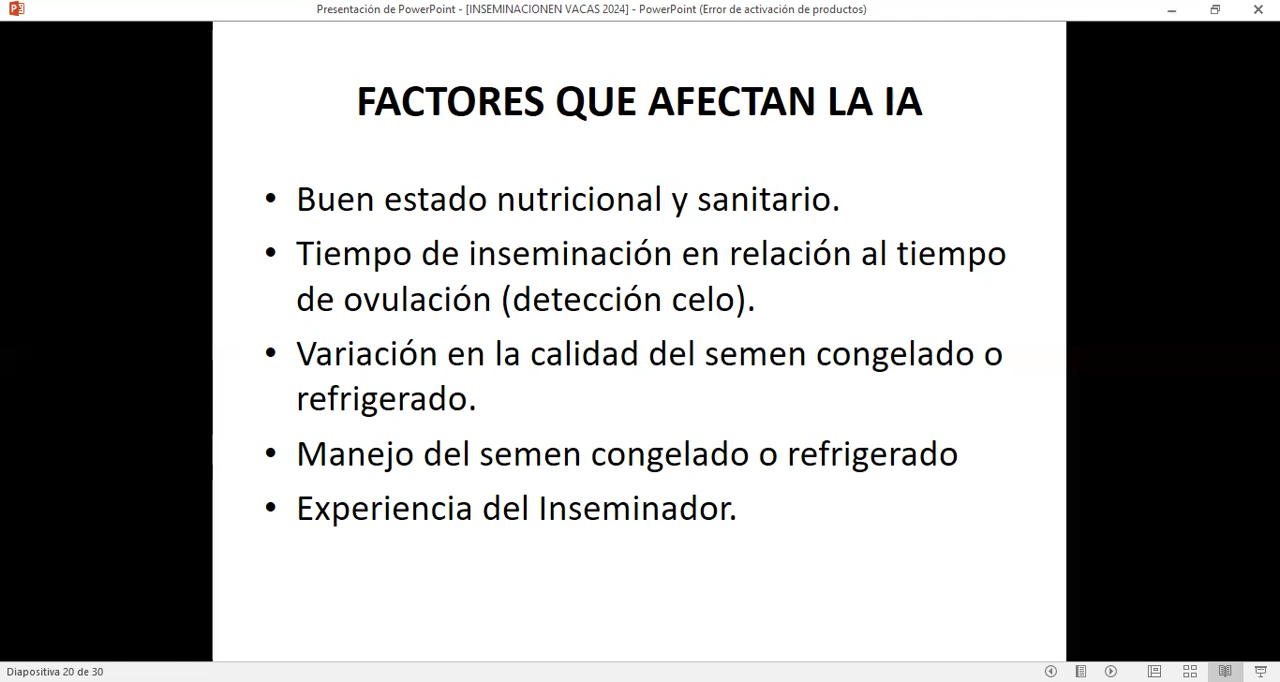 Presentación de PowerPoint - [INSEMINACIONEN VACAS 2024] - PowerPoint (Error de activación de productos)
FACTORES QUE AFECTAN LA IA
• Buen estado nutricional y sanitario.
• Tiempo de inseminación en relación al tiempo
de ovulación (detección celo).
• Variación en la calidad del semen congelado o
refrigerado.
• Manejo del semen congelado o refrigerado
• Experiencia del Inseminador.
Diapositiva 20 de 30